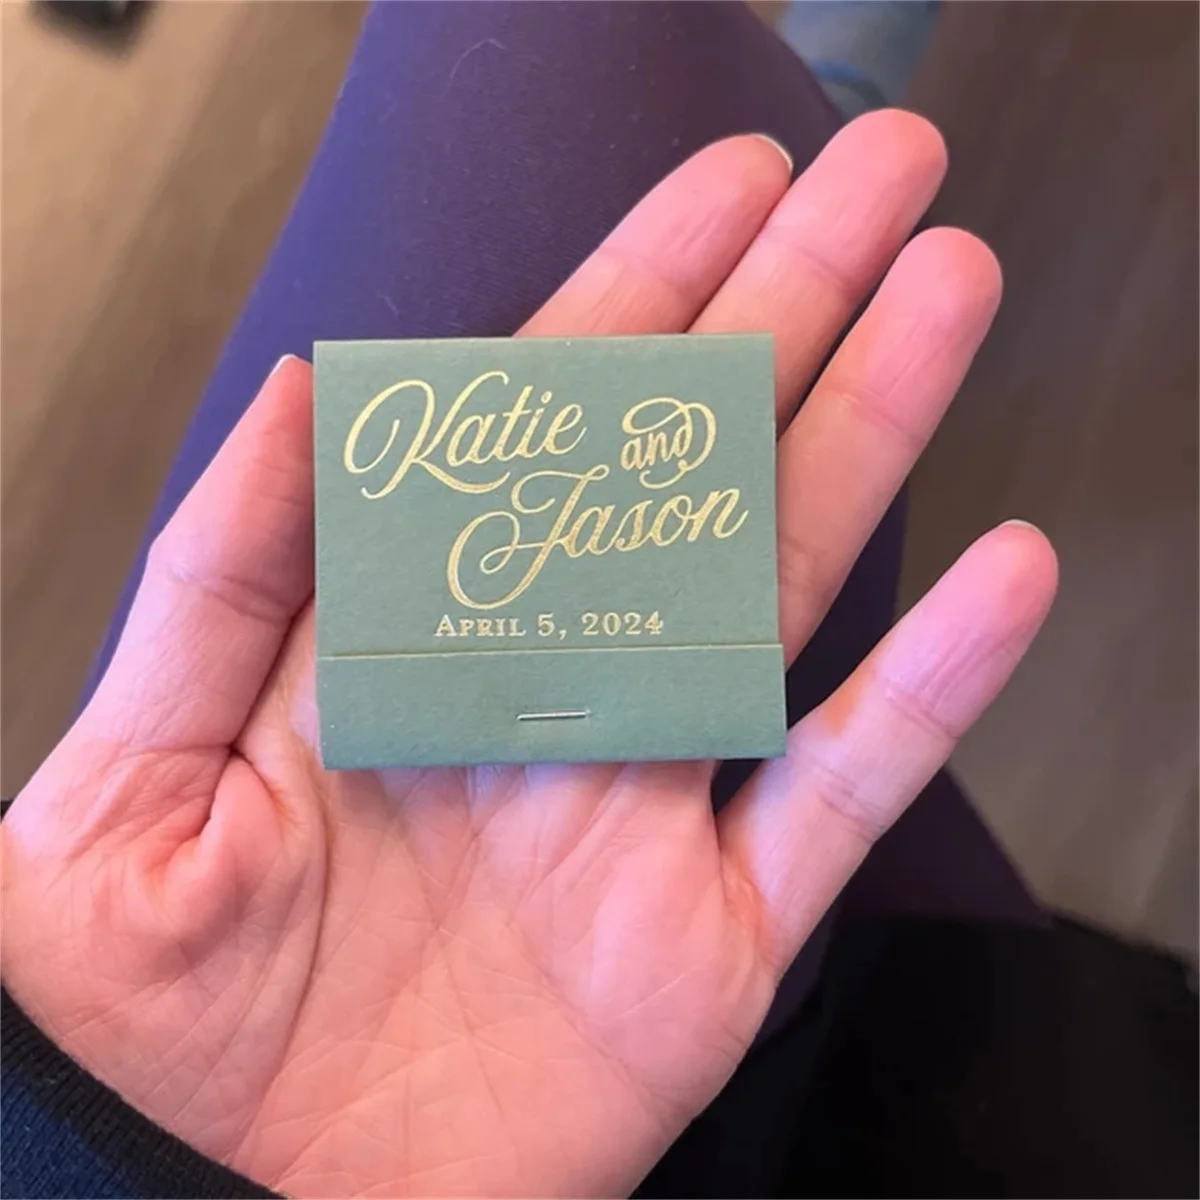 Katie and
Jason
APRIL 5, 2024